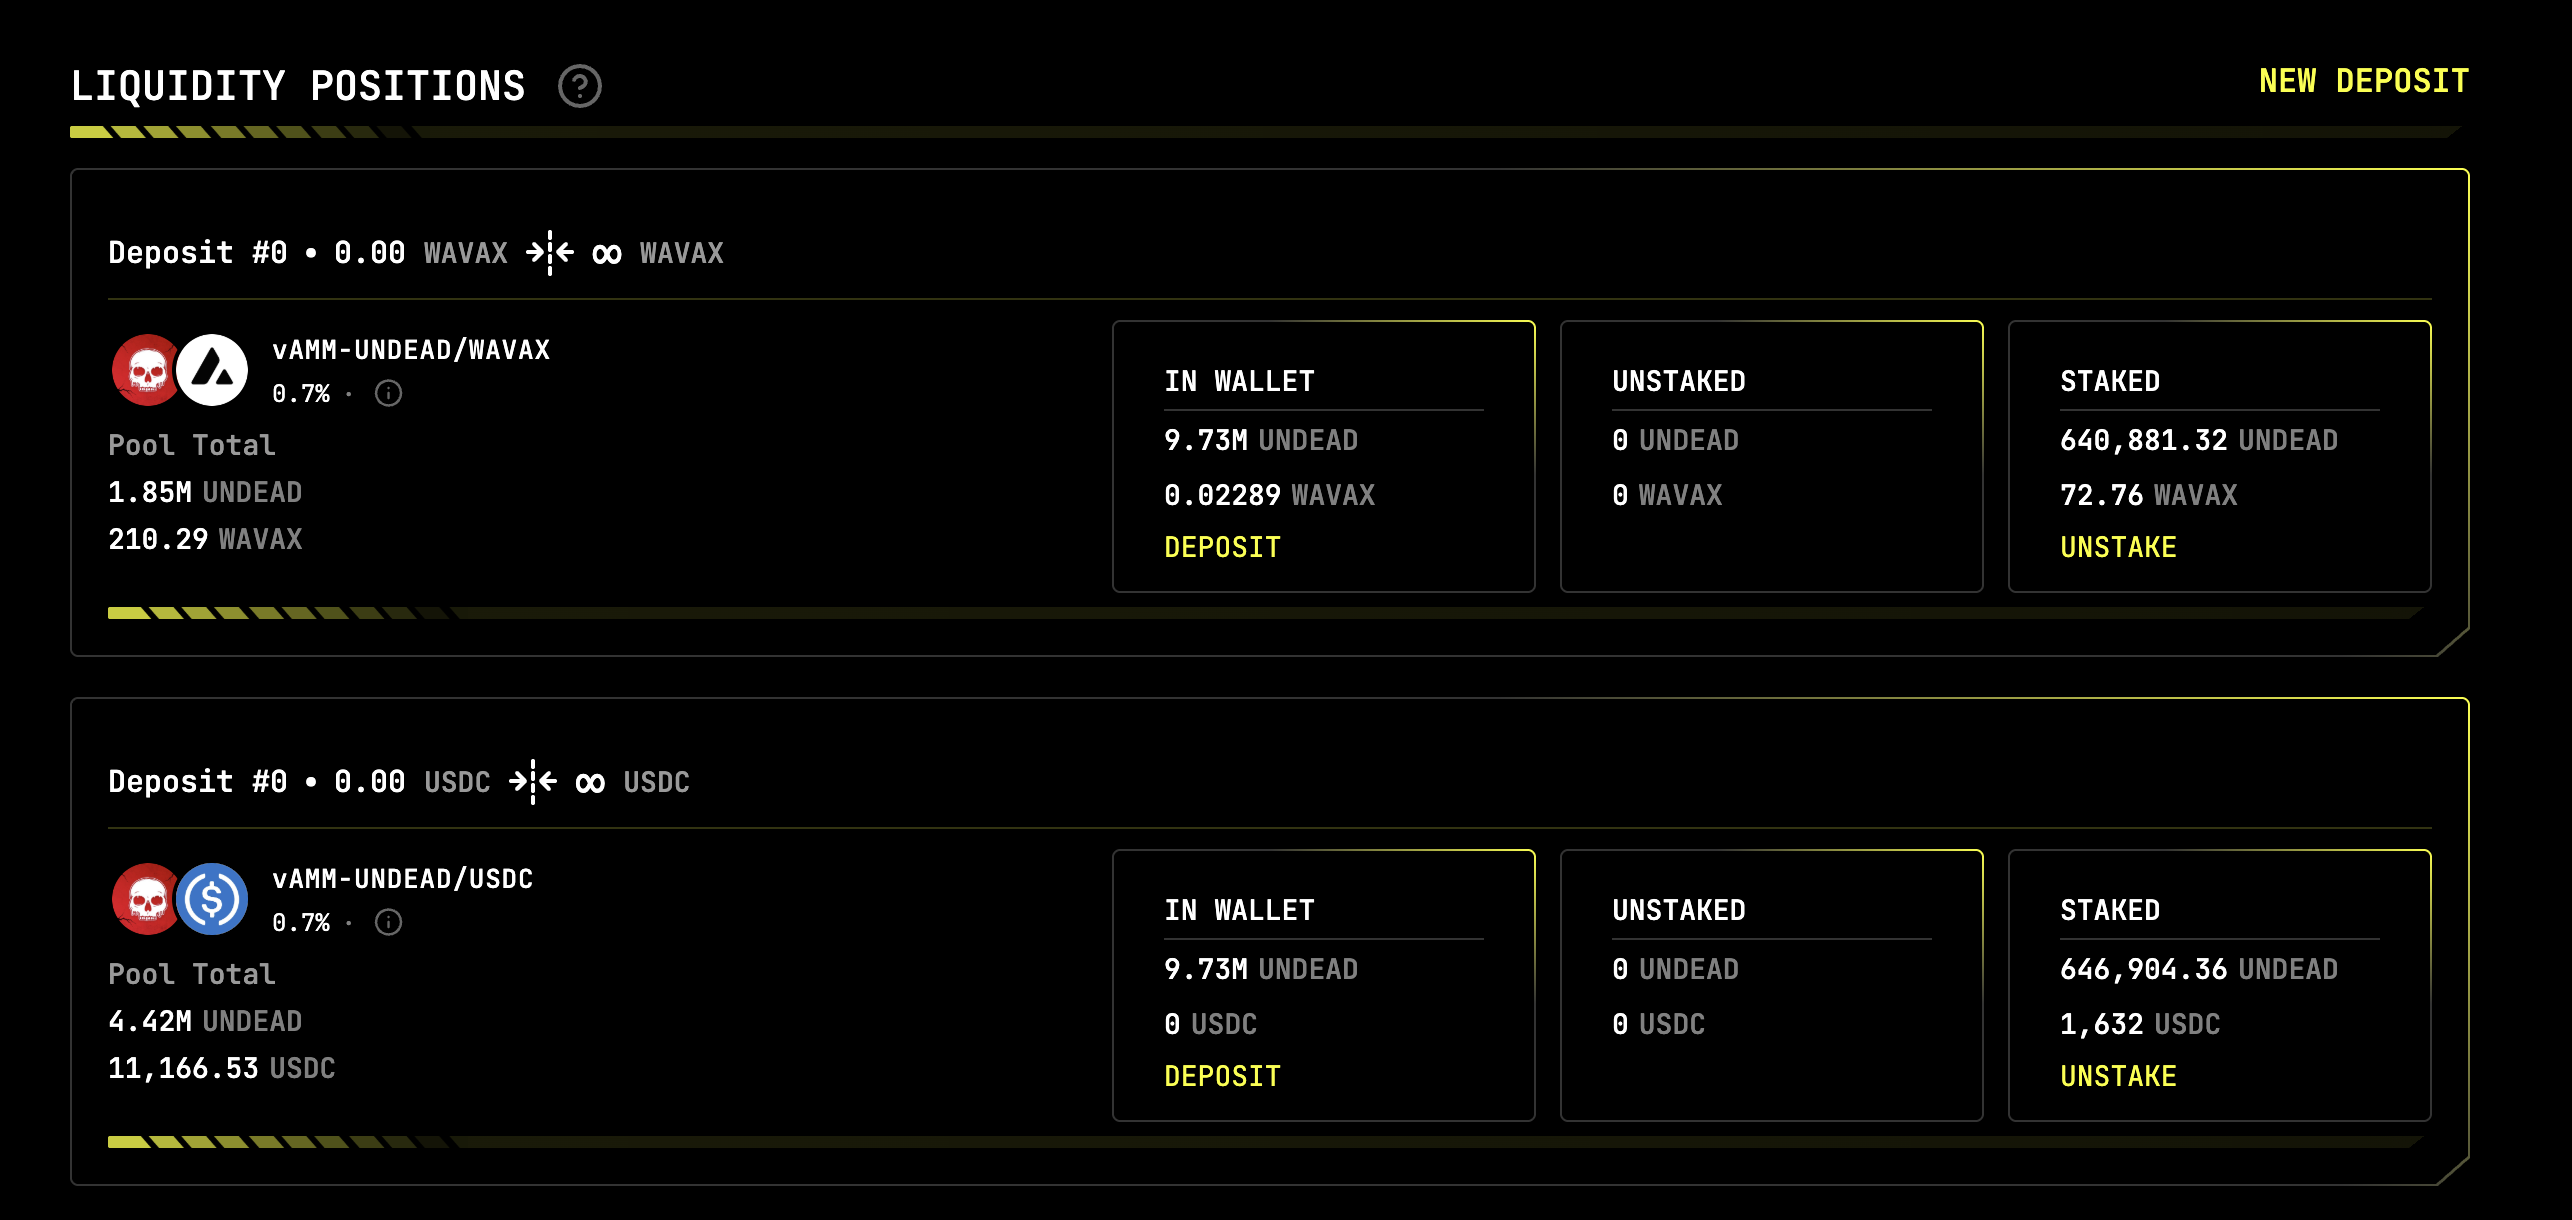 LIQUIDITY POSITIONS ?
NEW DEPOSIT
Deposit #0 • 0.00 WAVAX ∞ WAVAX
vAMM-UNDEAD/WAVAX
0.7% ·
Pool Total
1.85M UNDEAD
210.29 WAVAX
IN WALLET
9.73M UNDEAD
0.02289 WAVAX
DEPOSIT
UNSTAKED
0 UNDEAD
0 WAVAX
STAKED
640,881.32 UNDEAD
72.76 WAVAX
UNSTAKE
Deposit #0 • 0.00 USDC ∞ USDC
vAMM-UNDEAD/USDC
0.7% ·
Pool Total
4.42M UNDEAD
11,166.53 USDC
IN WALLET
9.73M UNDEAD
0 USDC
DEPOSIT
UNSTAKED
0 UNDEAD
0 USDC
STAKED
646,904.36 UNDEAD
1,632 USDC
UNSTAKE